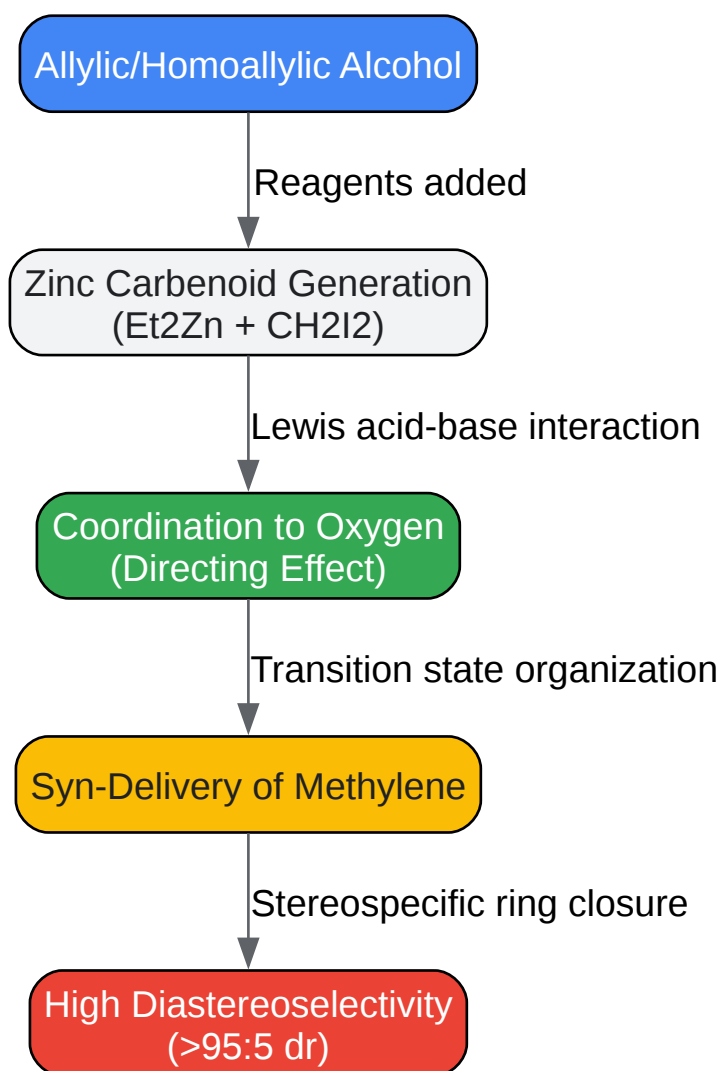 Allylic/Homoallylic Alcohol
Reagents added
Zinc Carbenoid Generation
(Et2Zn + CH2I2)
Lewis acid-base interaction
Coordination to Oxygen
(Directing Effect)
Transition state organization
Syn-Delivery of Methylene
Stereospecific ring closure
High Diastereoselectivity
(>95:5 dr)